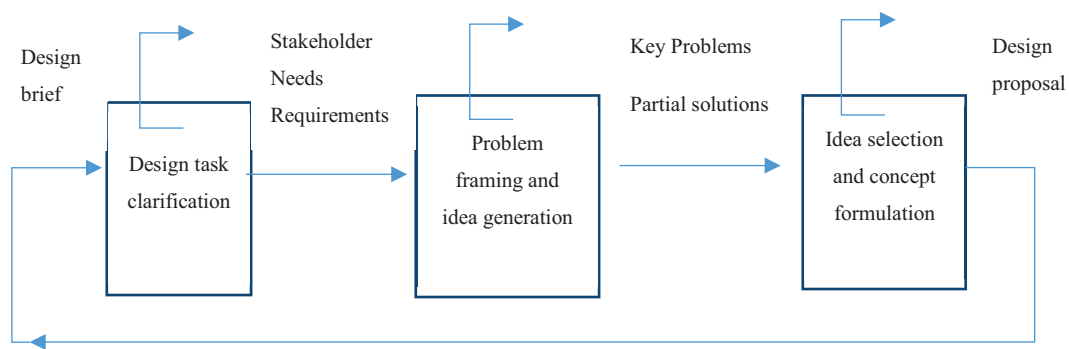 Design
brief
Design task
clarification
Stakeholder
Needs
Requirements
Problem
framing and
idea generation
Key Problems
Partial solutions
Idea selection
and concept
formulation
Design
proposal